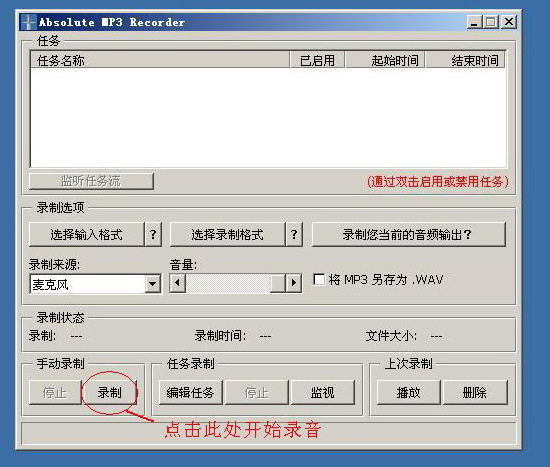 Absolute MP3 Recorder
任务
任务名称 已启用 起始时间 结束时间
监听任务流 (通过双击启用或禁用任务)
录制选项
选择输入格式 ? 选择录制格式 ? 录制您当前的音频输出?
录制来源: 音量:
麦克风 将 MP3 另存为 .WAV
录制状态
录制: --- 录制时间: --- 文件大小: ---
手动录制 任务录制 上次录制
停止 录制 编辑任务 停止 监视 播放 删除
点击此处开始录音